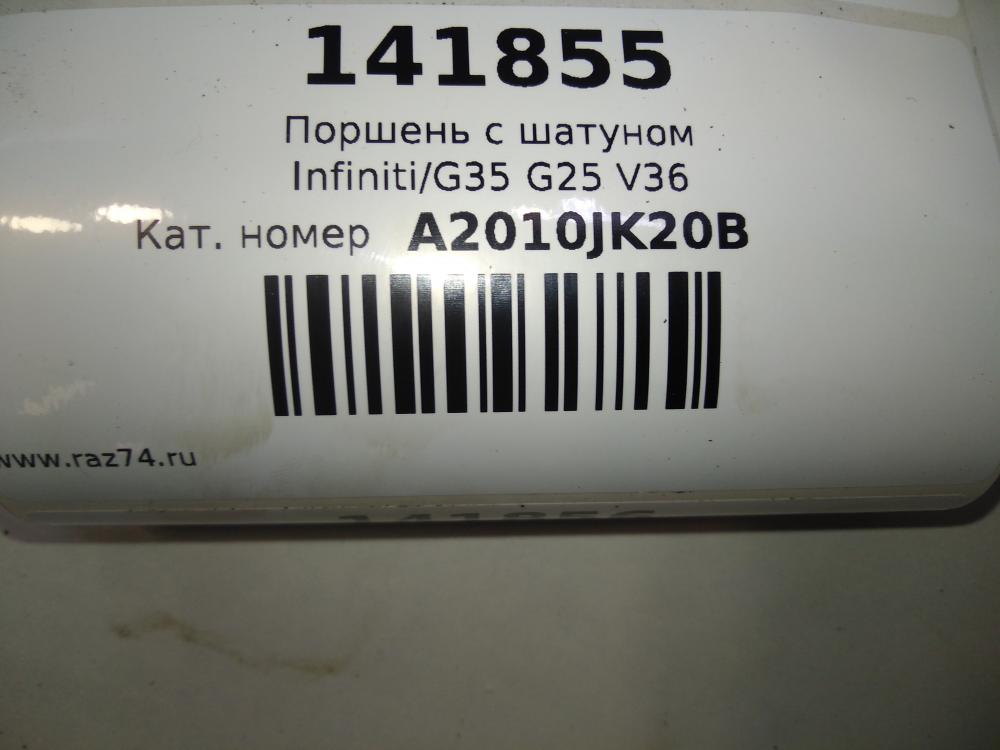 141855
Поршень с шатуном
Infiniti/G35 G25 V36
Кат. номер A2010JK20B
www.raz74.ru